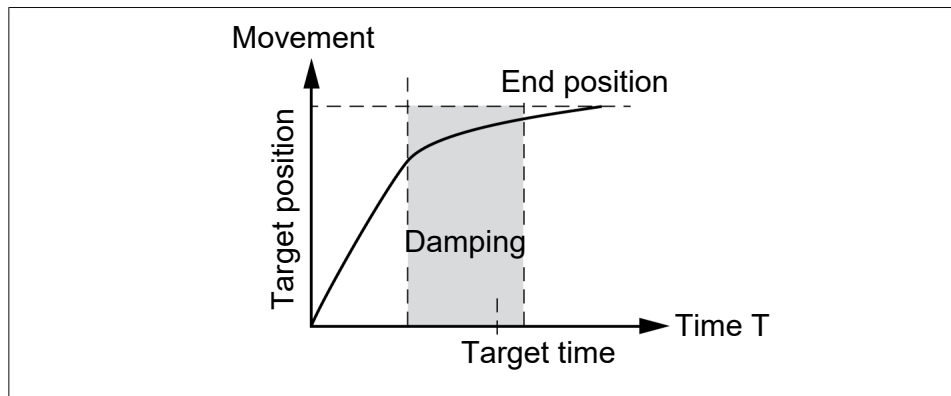 Movement
End position
Target position
Damping
Time T
Target time